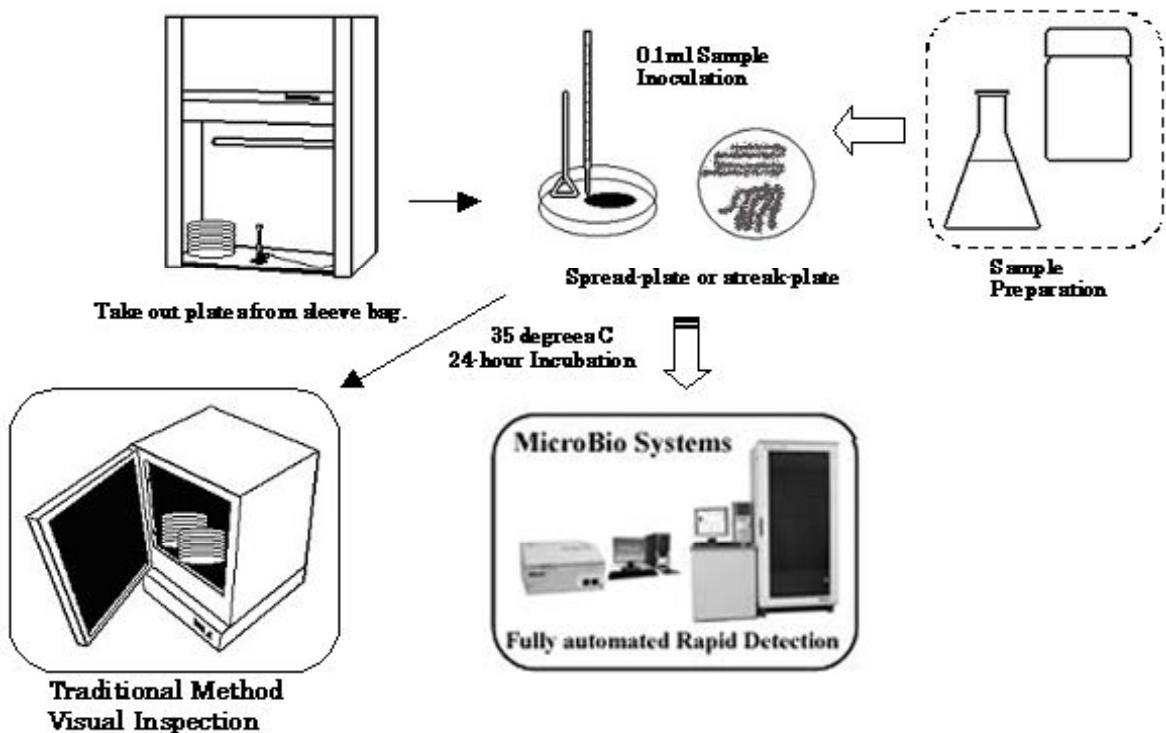 0.1ml Sample
Inoculation
Sample
Preparation
Take out plates from sleeve bag.
Spread-plate or streak-plate
35 degrees C
24-hour Incubation
MicroBio Systems
Fully automated Rapid Detection
Traditional Method
Visual Inspection